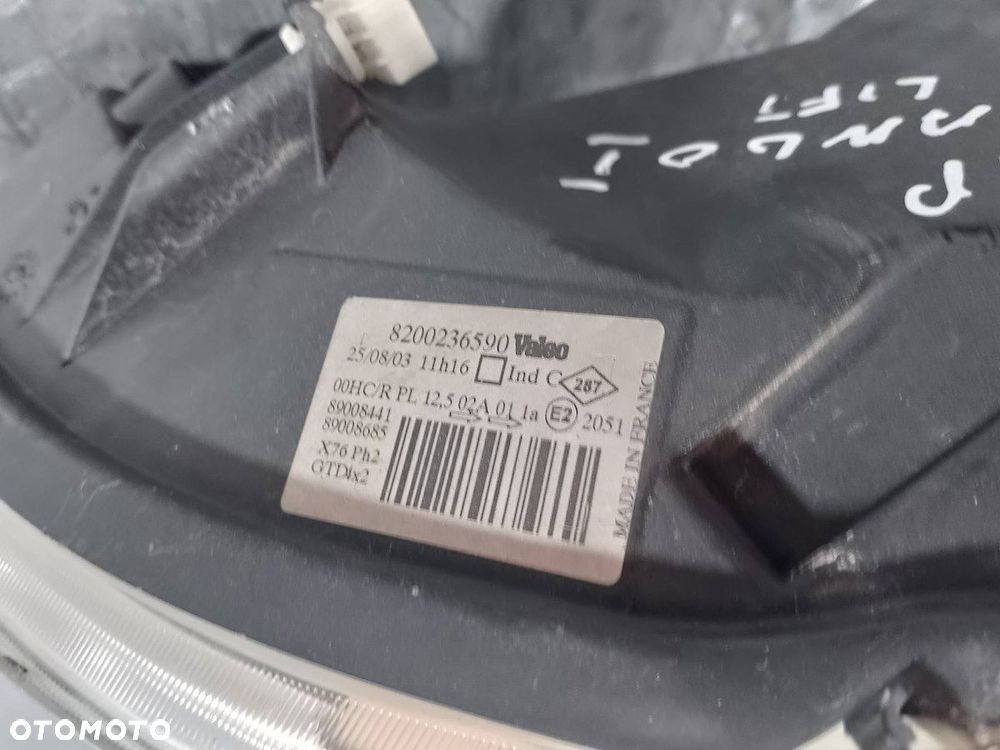 8200236590 Valeo
25/08/03 11h16 Ind C 287
00HC/R PL 12,5 02A 01 1a E2 2051
89008441
89008685
X76 Ph2
GTDix2
MADE IN FRANCE
P
LIFT
OTOMOTO